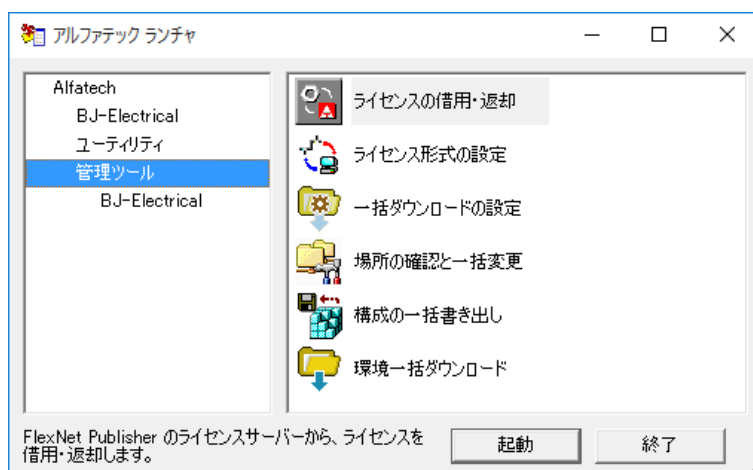 アルファテック ランチャ
Alfatech
BJ-Electrical
ユーティリティ
管理ツール
BJ-Electrical
ライセンスの借用・返却
ライセンス形式の設定
一括ダウンロードの設定
場所の確認と一括変更
構成の一括書き出し
環境一括ダウンロード
FlexNet Publisher のライセンスサーバーから、ライセンスを
借用・返却します。
起動
終了